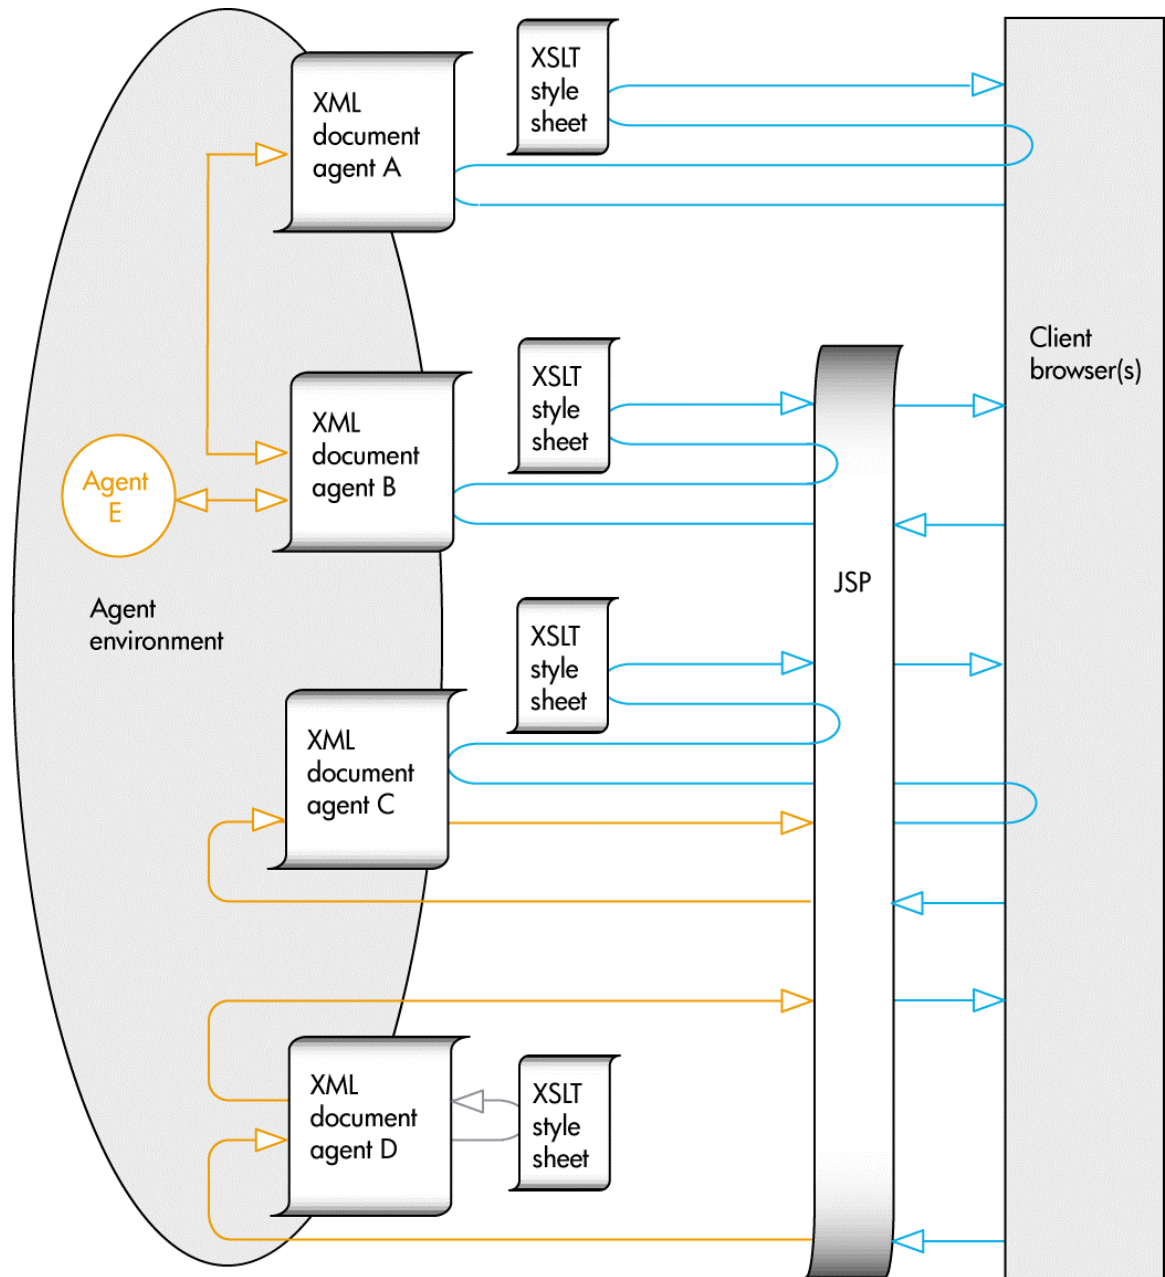 XML
document
agent A
XSLT
style
sheet
Client
browser(s)
XML
document
agent B
XSLT
style
sheet
Agent
E
JSP
Agent
environment
XSLT
style
sheet
XML
document
agent C
XML
document
agent D
XSLT
style
sheet